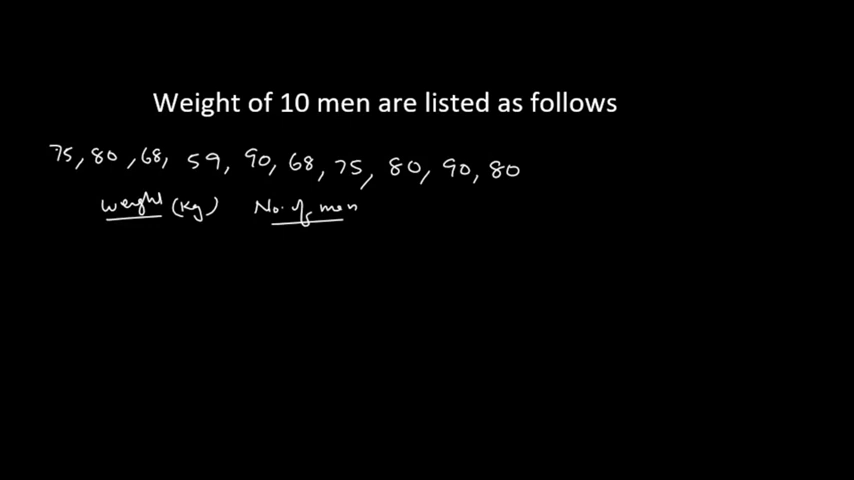 Weight of 10 men are listed as follows
75, 80, 68, 59, 90, 68, 75, 80, 90, 80
Weight (Kg) No. of men